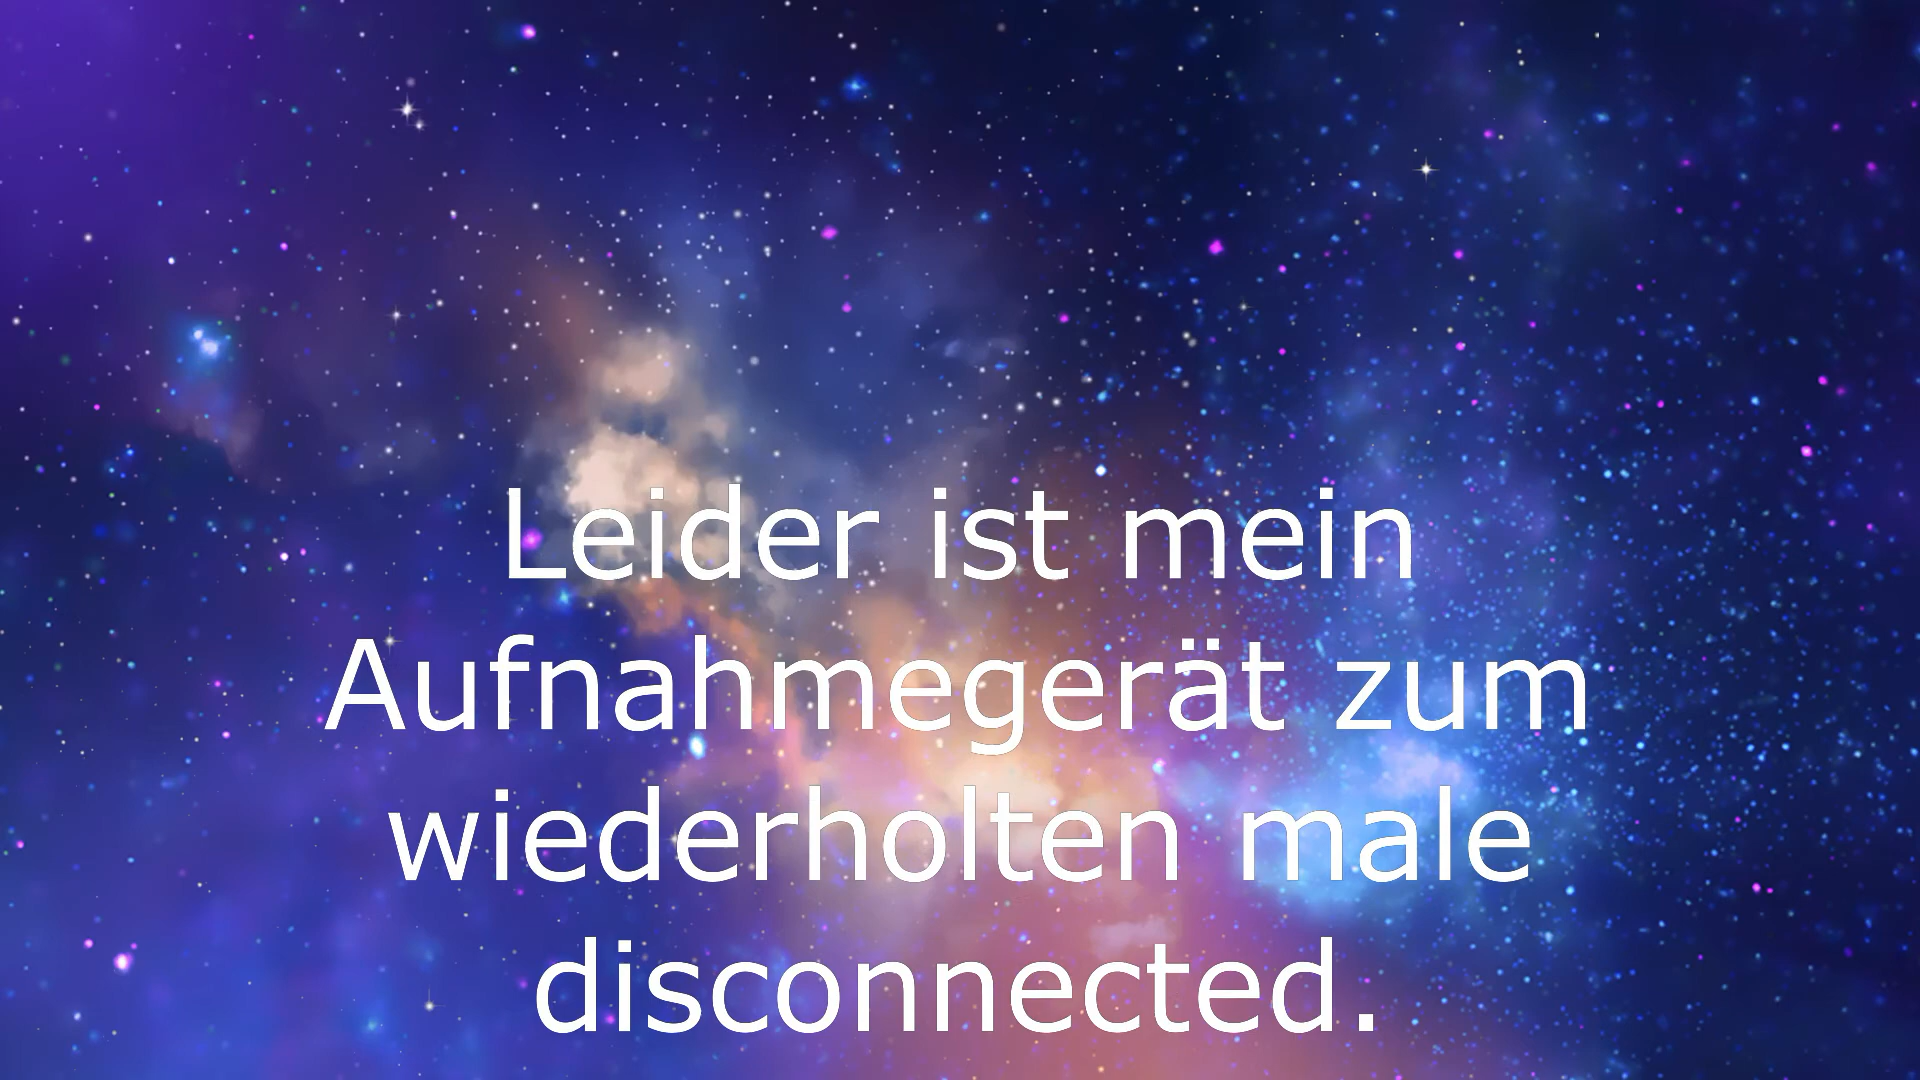 Leider ist mein
Aufnahmegerät zum
wiederholten male
disconnected.